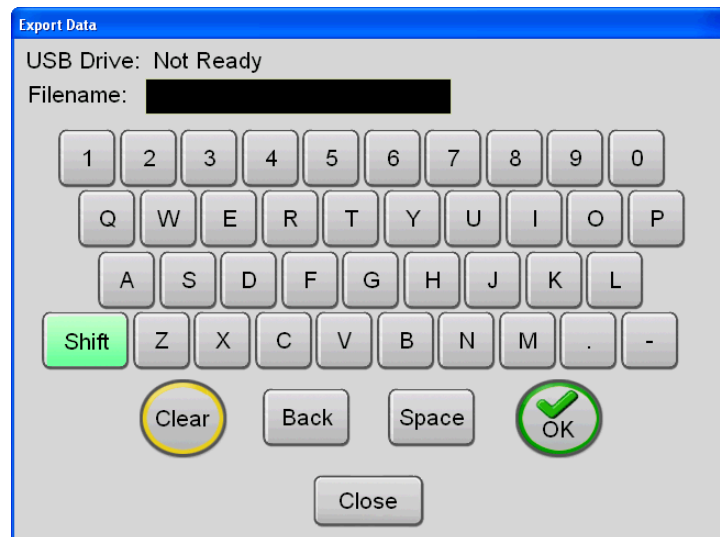 Export Data
USB Drive: Not Ready
Filename:
1 2 3 4 5 6 7 8 9 0
Q W E R T Y U I O P
A S D F G H J K L
Shift Z X C V B N M . -
Clear Back Space OK
Close